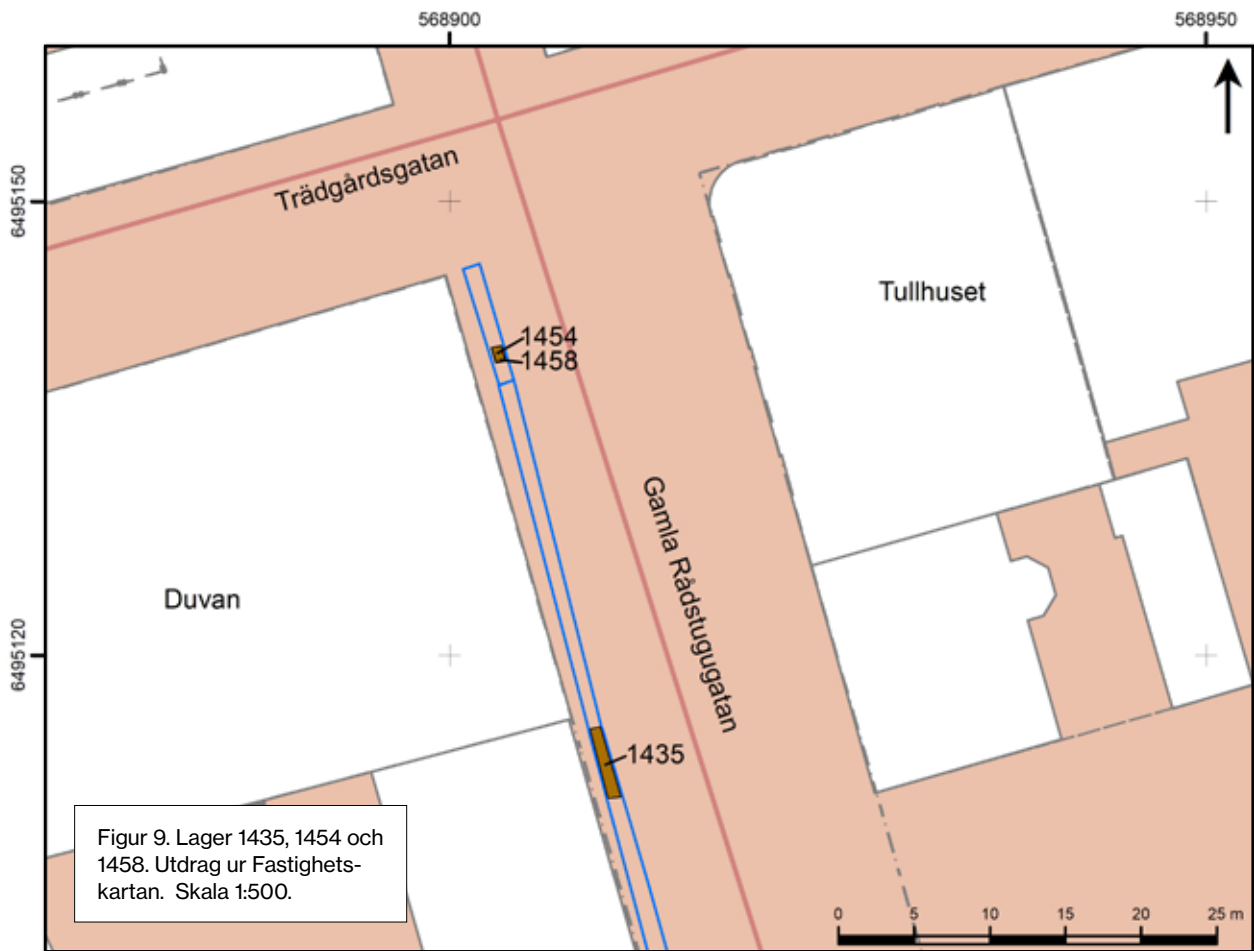 568900
568950
6495150
6495120
Trädgårdsgatan
Tullhuset
1454
1458
Gamla Rådstugugatan
Duvan
1435
Figur 9. Lager 1435, 1454 och
1458. Utdrag ur Fastighets-
kartan. Skala 1:500.
0 5 10 15 20 25 m